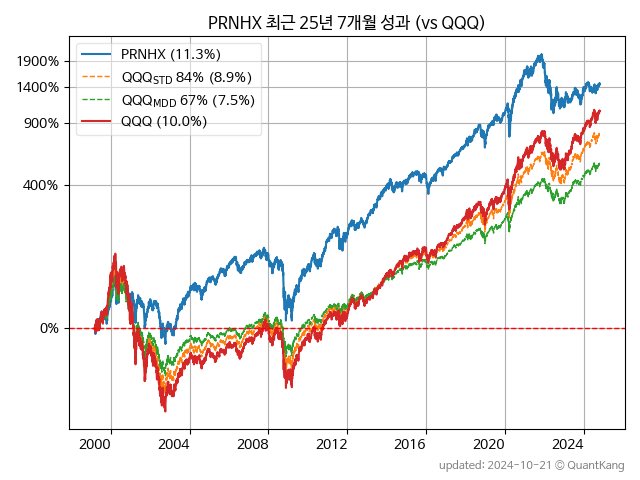 PRNHX 최근 25년 7개월 성과 (vs QQQ)
PRNHX (11.3%)
QQQ_STD 84% (8.9%)
QQQ_MDD 67% (7.5%)
QQQ (10.0%)
1900%
1400%
900%
400%
0%
2000 2004 2008 2012 2016 2020 2024
updated: 2024-10-21 © QuantKang